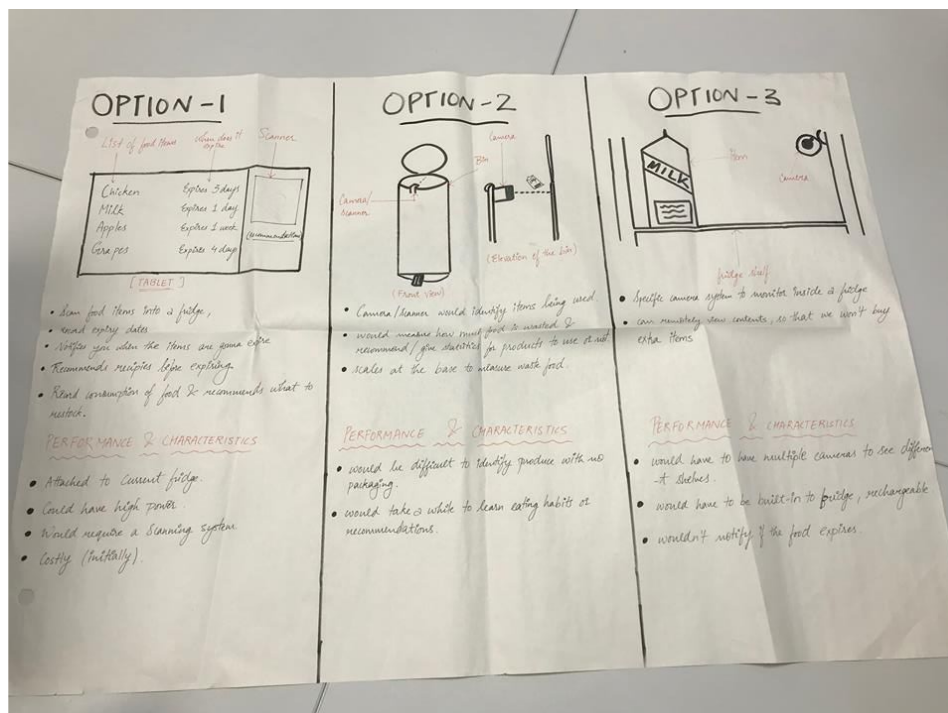 OPTION-1
List of food items
when does it
expire
Scanner
Chicken Expires 3 days
Milk Expires 1 day
Apples Expires 1 week
Grapes Expires 4 days
[TABLET]
• Scan food items into a fridge,
• read expiry dates
• Notifies you when the items are gonna expire
• Recommends recipies before expiring
• Record consumption of food & recommends what to
restock.
PERFORMANCE & CHARACTERISTICS
• Attached to current fridge.
• Could have high power.
• Would require a scanning system
• Costly (initially).
OPTION-2
Camera
Bin
Camera/
Scanner
(Elevation of the bin)
(Front view)
• Camera/scanner would identify items being used
• would measure how much food is wasted &
recommend/give statistics for products to use or not.
• scales at the base to measure waste food.
PERFORMANCE & CHARACTERISTICS
• would be difficult to identify produce with no
packaging.
• would take a while to learn eating habits or
recommendations.
OPTION-3
Item
MILK
Camera
fridge shelf
• Specific camera system to monitor inside a fridge
• can remotely view contents, so that we won't buy
extra items
PERFORMANCE & CHARACTERISTICS
• would have to have multiple cameras to see differen
-t shelves.
• would have to be built-in to fridge, rechargeable
• wouldn't notify if the food expires.